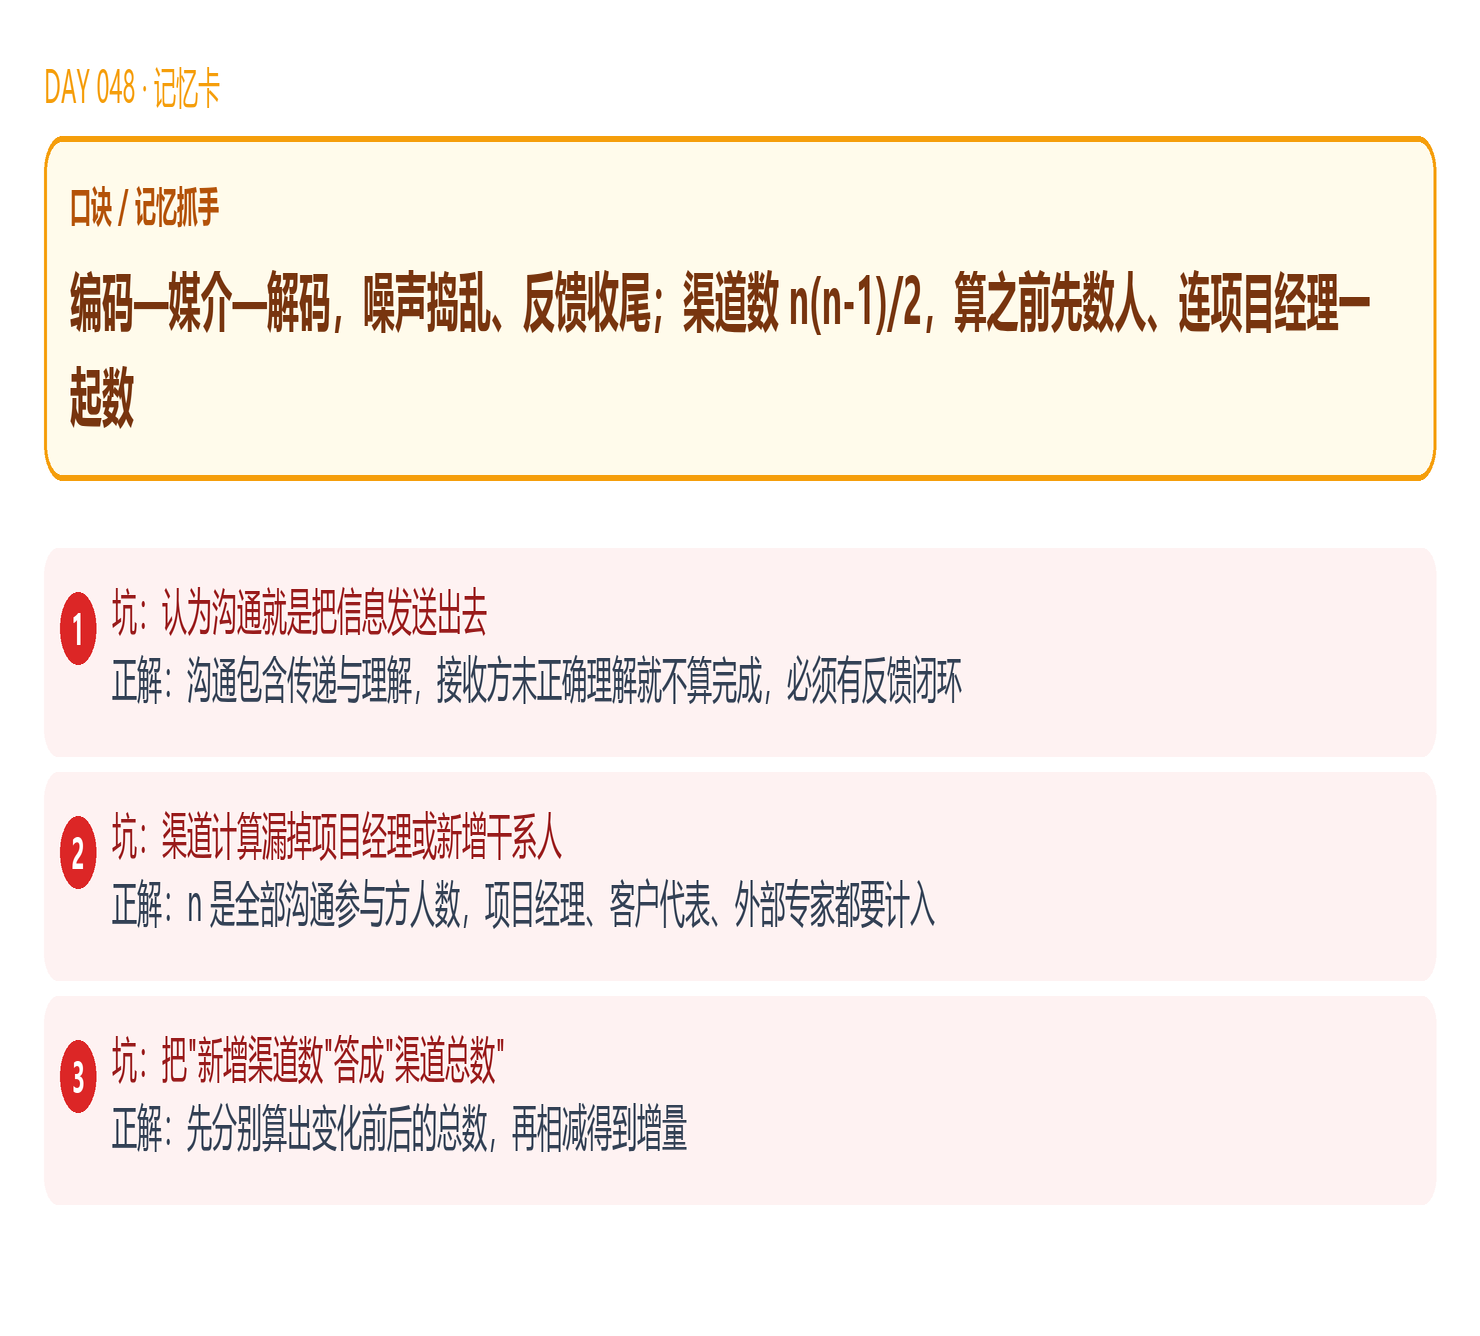 DAY 048 · 记忆卡
口诀 / 记忆抓手
编码—媒介—解码，噪声捣乱、反馈收尾；渠道数 n(n-1)/2，算之前先数人、连项目经理一
起数
1
坑：认为沟通就是把信息发送出去
正解：沟通包含传递与理解，接收方未正确理解就不算完成，必须有反馈闭环
2
坑：渠道计算漏掉项目经理或新增干系人
正解：n 是全部沟通参与方人数，项目经理、客户代表、外部专家都要计入
3
坑：把"新增渠道数"答成"渠道总数"
正解：先分别算出变化前后的总数，再相减得到增量